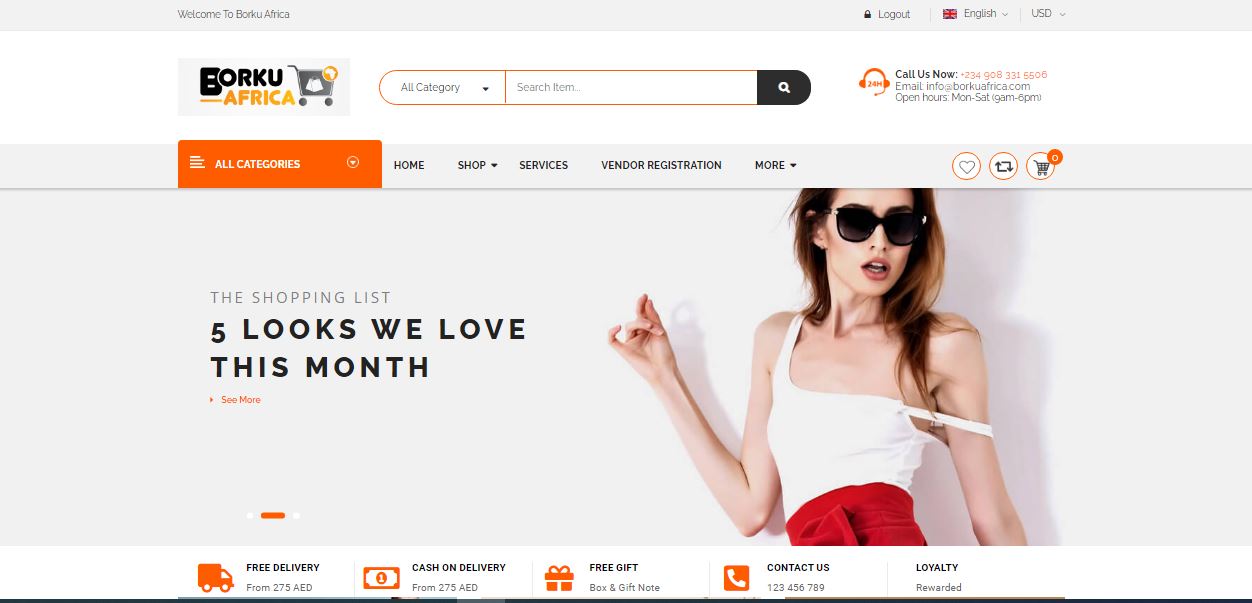 Welcome To Borku Africa
Logout
English
USD
BORKU
AFRICA
All Category
Search Item...
24H
Call Us Now: +234 908 331 5506
Email: info@borkuafrica.com
Open hours: Mon-Sat (9am-6pm)
ALL CATEGORIES
HOME
SHOP
SERVICES
VENDOR REGISTRATION
MORE
0
THE SHOPPING LIST
5 LOOKS WE LOVE
THIS MONTH
See More
FREE DELIVERY
From 275 AED
CASH ON DELIVERY
From 275 AED
FREE GIFT
Box & Gift Note
CONTACT US
123 456 789
LOYALTY
Rewarded